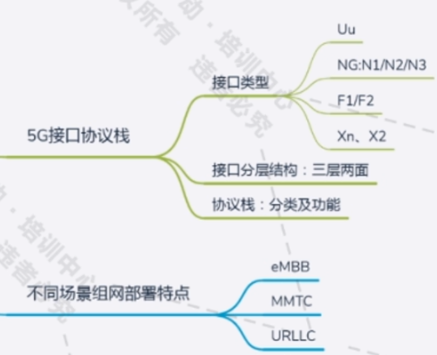 Uu
NG:N1/N2/N3
接口类型
F1/F2
Xn、X2
5G接口协议栈
接口分层结构：三层两面
协议栈：分类及功能
eMBB
不同场景组网部署特点
MMTC
URLLC
动·培训中心
权所有 违者必究
动·培训中心
违者必究